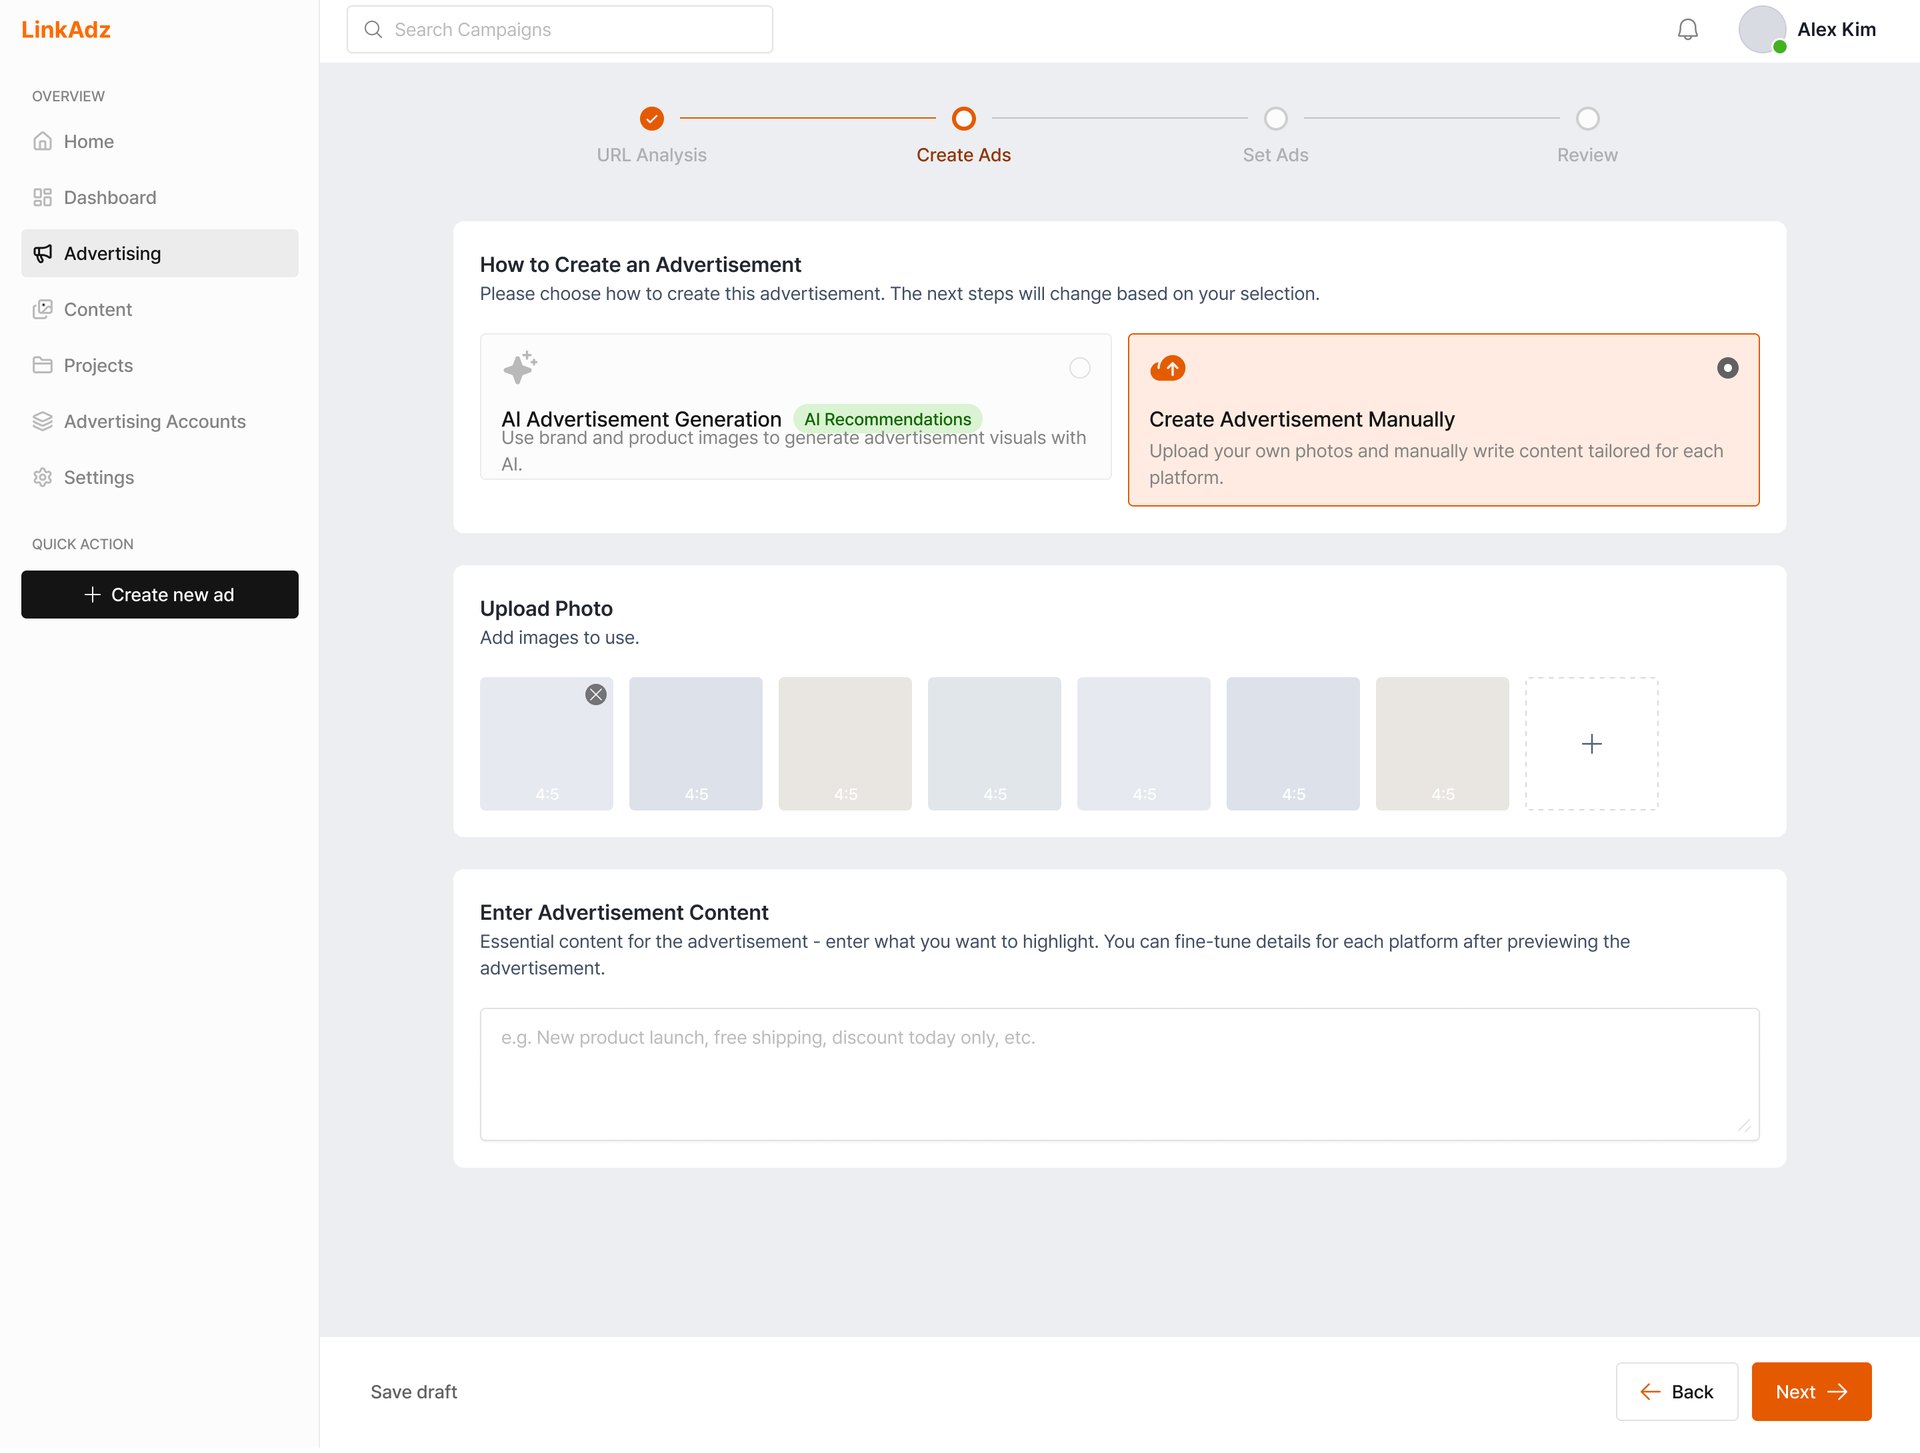 LinkAdz
Search Campaigns
Alex Kim
OVERVIEW
Home
Dashboard
Advertising
Content
Projects
Advertising Accounts
Settings
QUICK ACTION
Create new ad
URL Analysis
Create Ads
Set Ads
Review
How to Create an Advertisement
Please choose how to create this advertisement. The next steps will change based on your selection.
AI Advertisement Generation
AI Recommendations
Use brand and product images to generate advertisement visuals with
AI.
Create Advertisement Manually
Upload your own photos and manually write content tailored for each
platform.
Upload Photo
Add images to use.
4:5
4:5
4:5
4:5
4:5
4:5
4:5
Enter Advertisement Content
Essential content for the advertisement - enter what you want to highlight. You can fine-tune details for each platform after previewing the
advertisement.
e.g. New product launch, free shipping, discount today only, etc.
Save draft
Back
Next